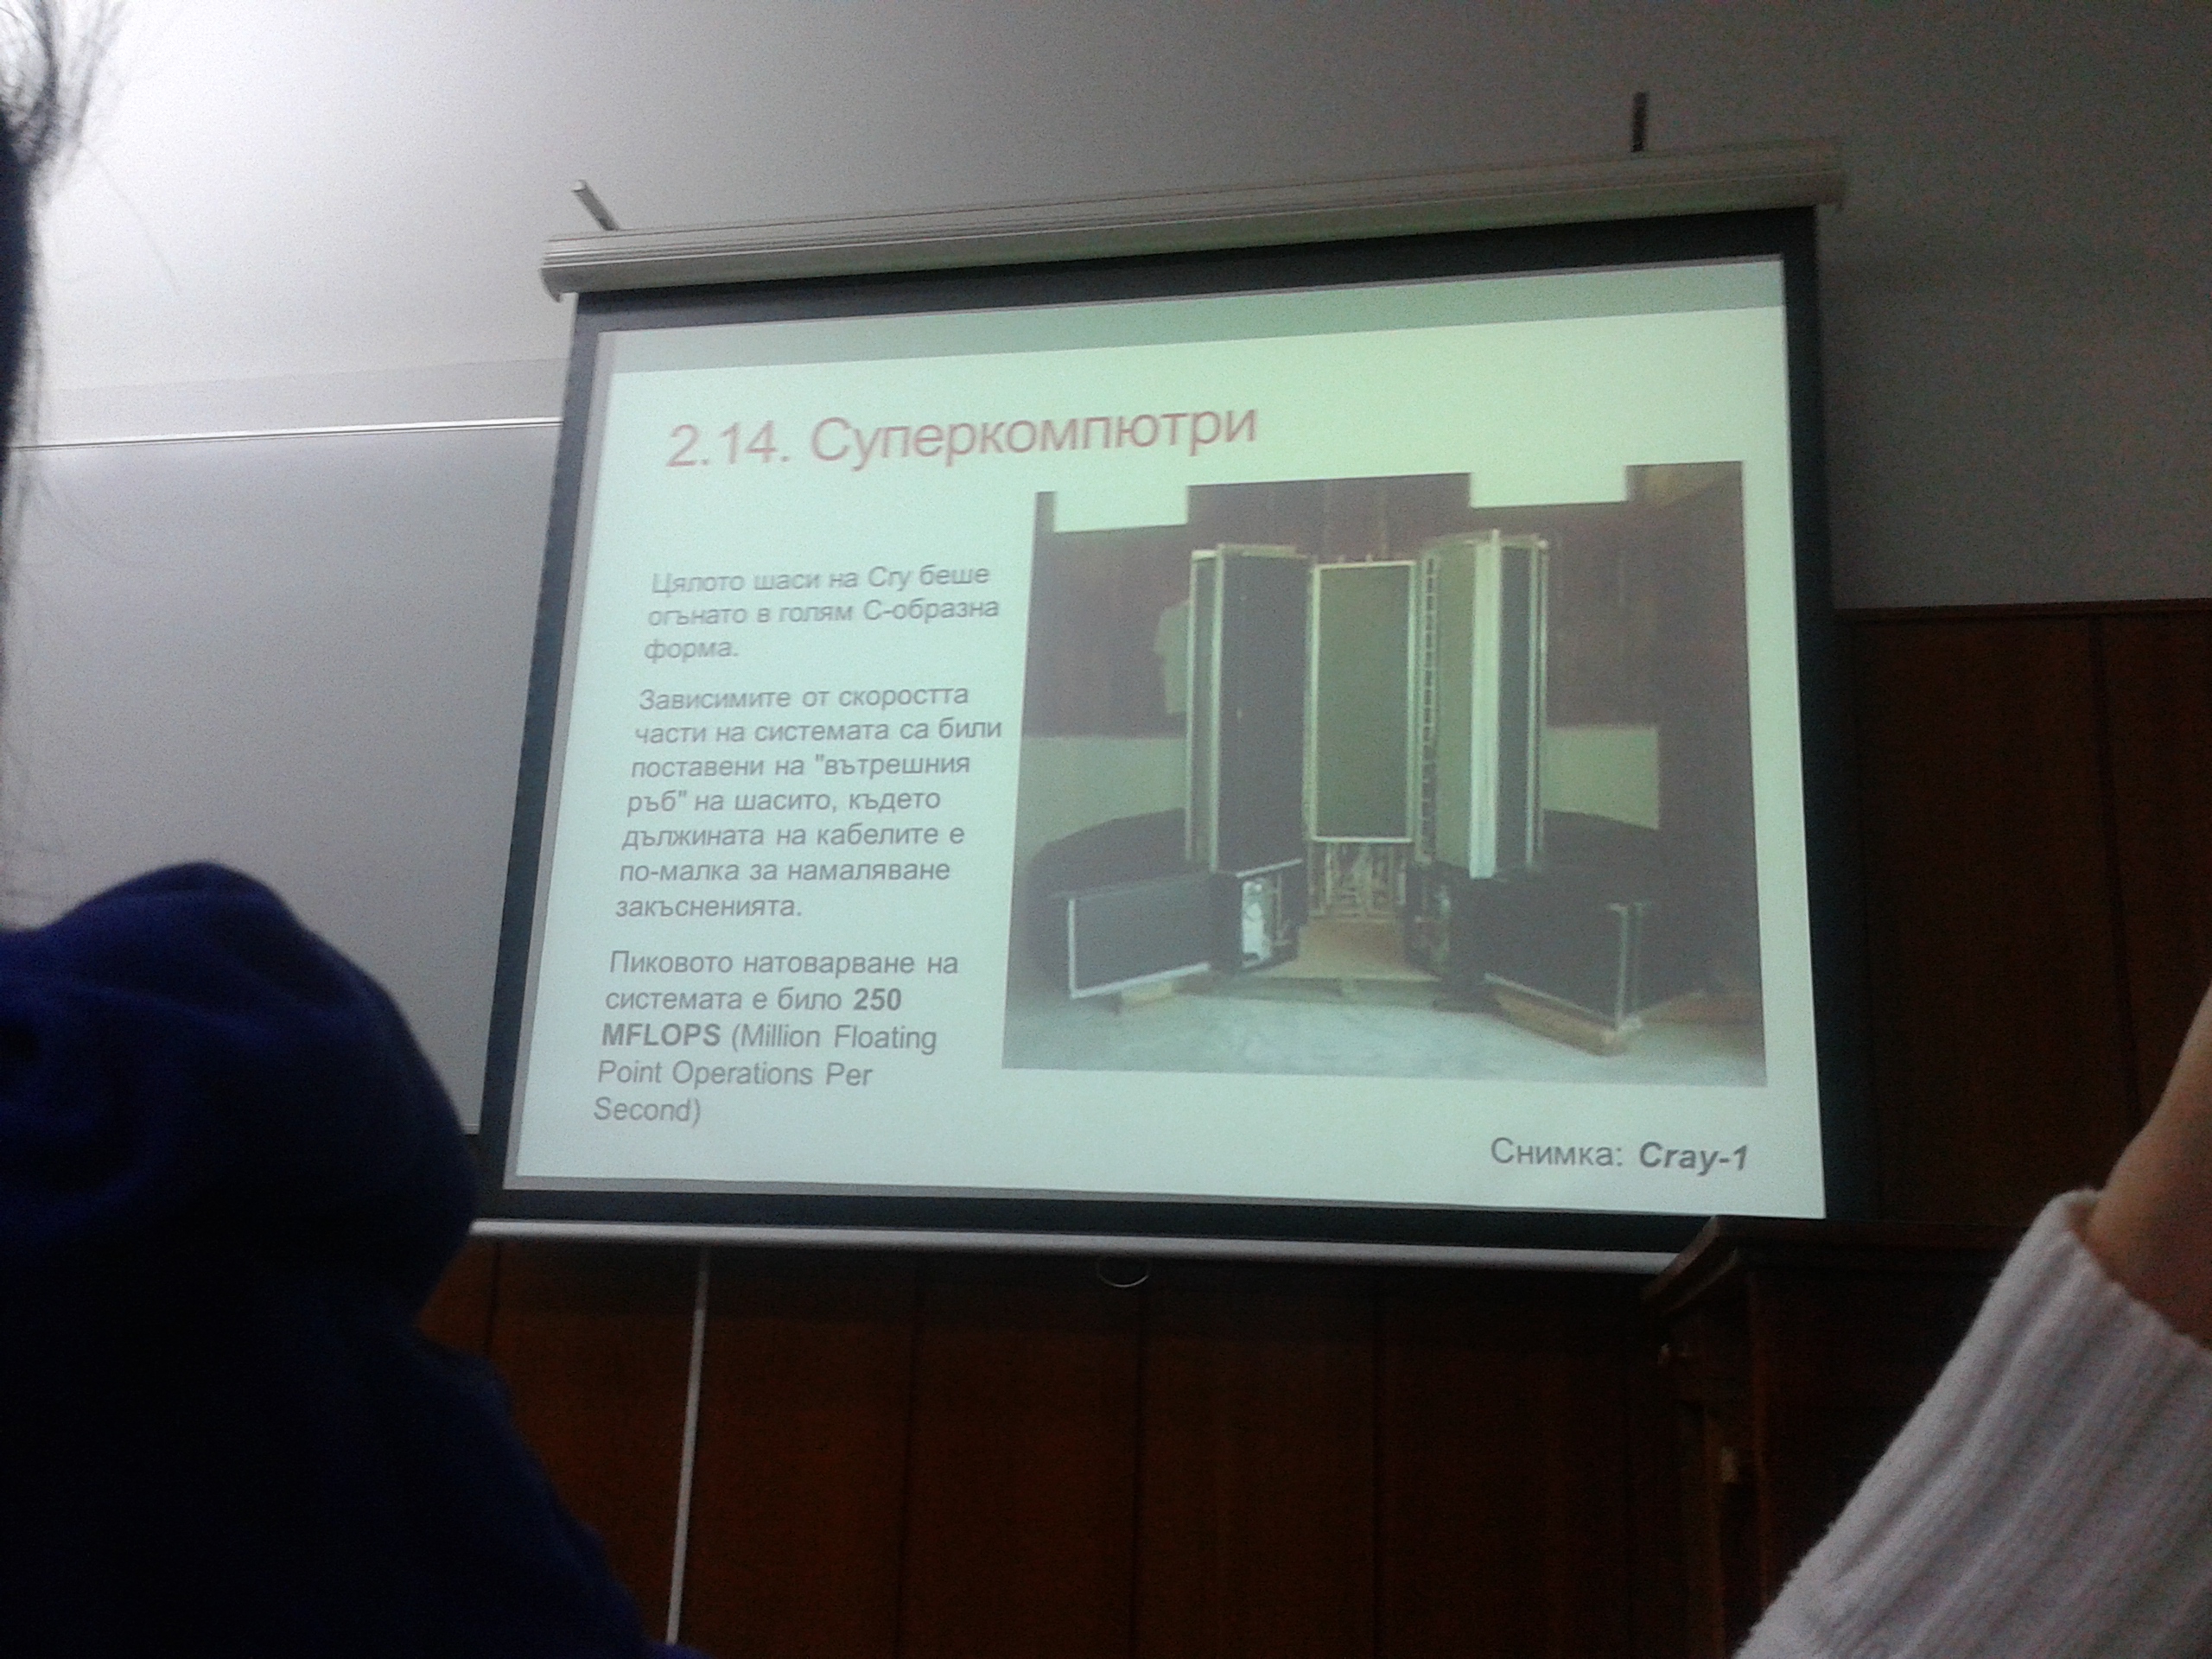 2.14. Суперкомпютри
Цялото шаси на Cry беше
огънато в голям С-образна
форма.
Зависимите от скоростта
части на системата са били
поставени на "вътрешния
ръб" на шасито, където
дължината на кабелите е
по-малка за намаляване
закъсненията.
Пиковото натоварване на
системата е било 250
MFLOPS (Million Floating
Point Operations Per
Second)
Снимка: Cray-1